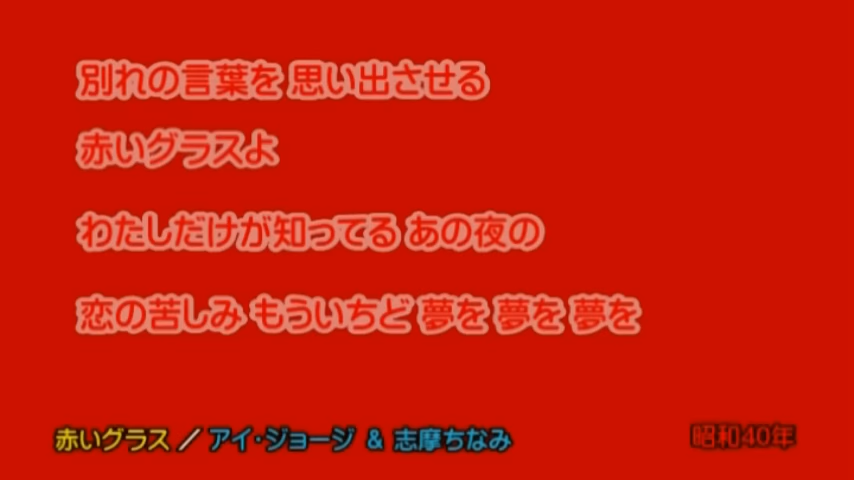 別れの言葉を 思い出させる
赤いグラスよ
わたしだけが知ってる あの夜の
恋の苦しみ もういちど 夢を 夢を 夢を
赤いグラス / アイ・ジョージ & 志摩ちなみ
昭和40年